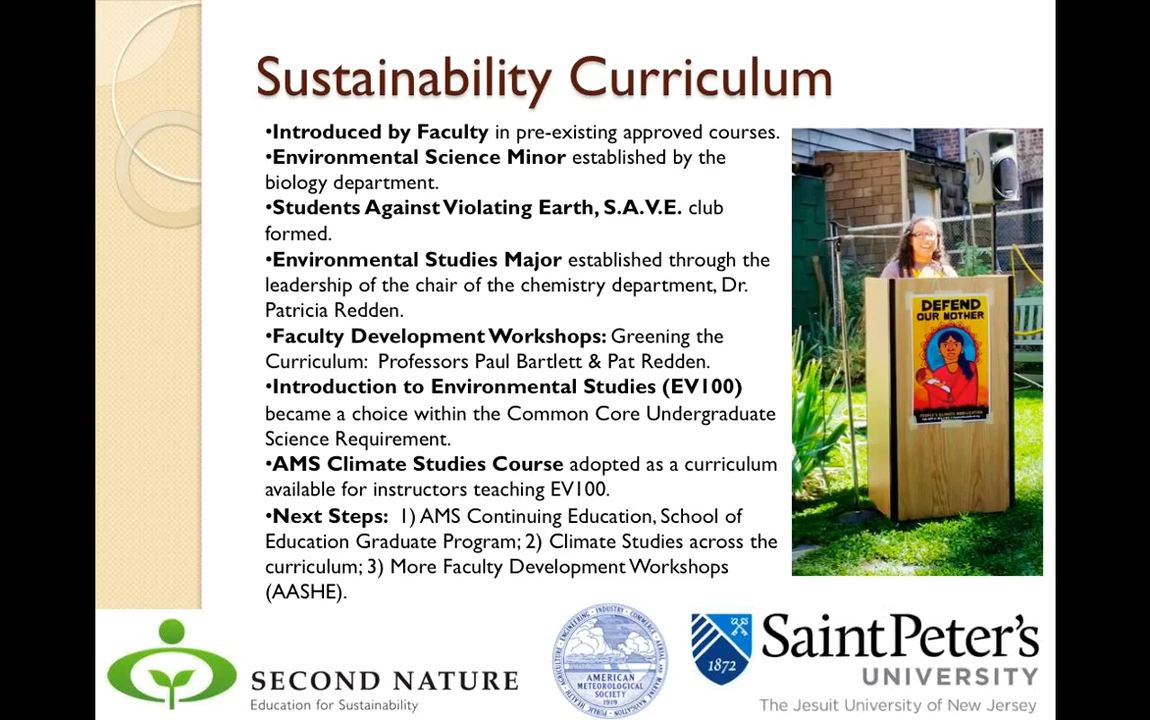 Sustainability Curriculum
•Introduced by Faculty in pre-existing approved courses.
•Environmental Science Minor established by the
biology department.
•Students Against Violating Earth, S.A.V.E. club
formed.
•Environmental Studies Major established through the
leadership of the chair of the chemistry department, Dr.
Patricia Redden.
•Faculty Development Workshops: Greening the
Curriculum: Professors Paul Bartlett & Pat Redden.
•Introduction to Environmental Studies (EV100)
became a choice within the Common Core Undergraduate
Science Requirement.
•AMS Climate Studies Course adopted as a curriculum
available for instructors teaching EV100.
•Next Steps: 1) AMS Continuing Education, School of
Education Graduate Program; 2) Climate Studies across the
curriculum; 3) More Faculty Development Workshops
(AASHE).
DEFEND
OUR MOTHER
SECOND NATURE
Education for Sustainability
AMERICAN
METEOROLOGICAL
SOCIETY
1919
1872
Saint Peter's
UNIVERSITY
The Jesuit University of New Jersey